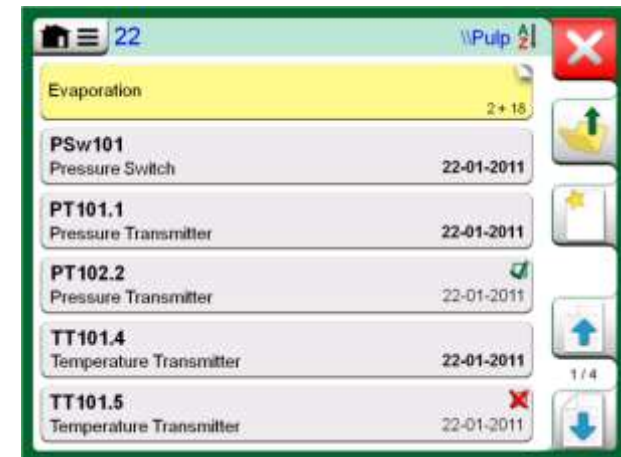 22 \\Pulp AZ
Evaporation
2 + 18
PSw101
Pressure Switch 22-01-2011
PT101.1
Pressure Transmitter 22-01-2011
PT102.2
Pressure Transmitter 22-01-2011
TT101.4
Temperature Transmitter 22-01-2011
1 / 4
TT101.5
Temperature Transmitter 22-01-2011